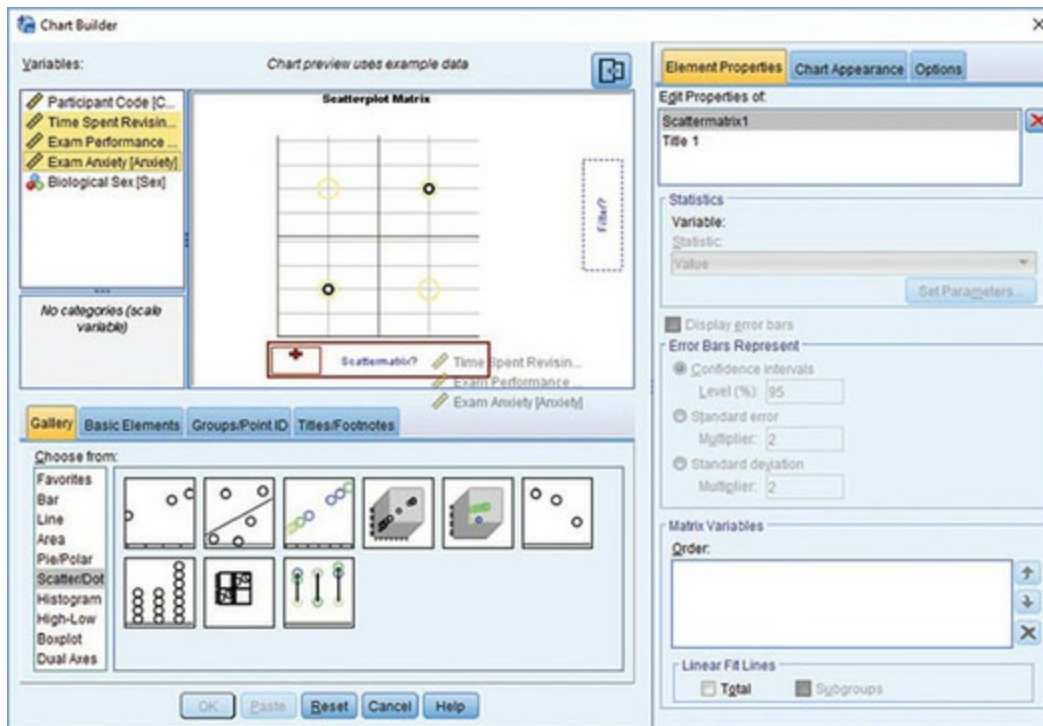 Chart Builder
Variables:
Chart preview uses example data
Participant Code [C...
Time Spent Revisin...
Exam Performance ...
Exam Anxiety [Anxiety]
Biological Sex [Sex]
No categories (scale
variable)
Scatterplot Matrix
Filter?
Scattermatrix?
Time Spent Revisin...
Exam Performance ...
Exam Anxiety [Anxiety]
Gallery
Basic Elements
Groups/Point ID
Titles/Footnotes
Choose from:
Favorites
Bar
Line
Area
Pie/Polar
Scatter/Dot
Histogram
High-Low
Boxplot
Dual Axes
OK
Paste
Reset
Cancel
Help
Element Properties
Chart Appearance
Options
Edit Properties of:
Scattermatrix1
Title 1
Statistics
Variable:
Statistic:
Value
Set Parameters...
Display error bars
Error Bars Represent
Confidence intervals
Level (%): 95
Standard error
Multiplier: 2
Standard deviation
Multiplier: 2
Matrix Variables
Order:
Linear Fit Lines
Total
Subgroups